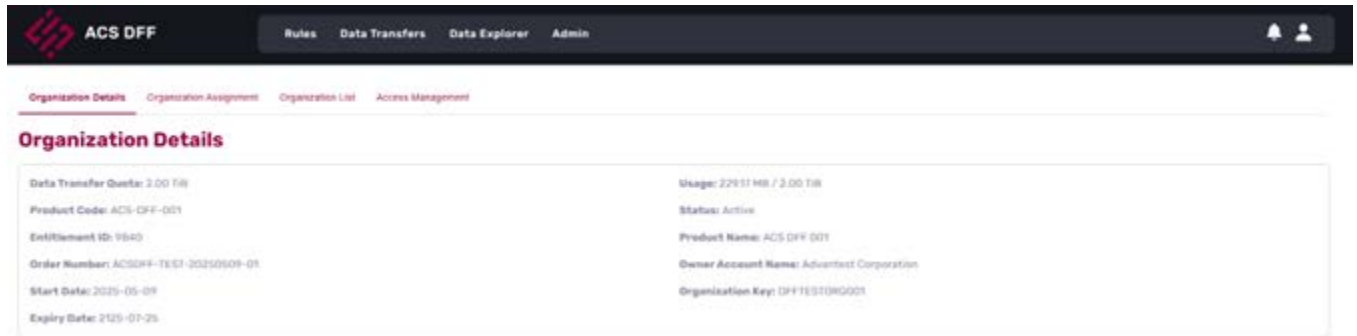 ACS DFF
Rules Data Transfers Data Explorer Admin
Organization Details Organization Assignment Organization List Access Management
Organization Details
Data Transfer Quota: 2.00 TiB
Usage: 229.17 MB / 2.00 TiB
Product Code: ACS-DFF-001
Status: Active
Entitlement ID: 9840
Product Name: ACS DFF 001
Order Number: ACSDFF-TEST-20250509-01
Owner Account Name: Advantest Corporation
Start Date: 2025-05-09
Organization Key: DFFTESTORG001
Expiry Date: 2125-07-25